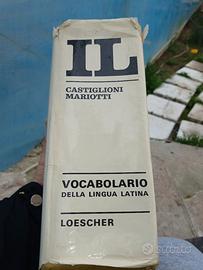 IL
CASTIGLIONI
MARIOTTI
VOCABOLARIO
DELLA LINGUA LATINA
LOESCHER